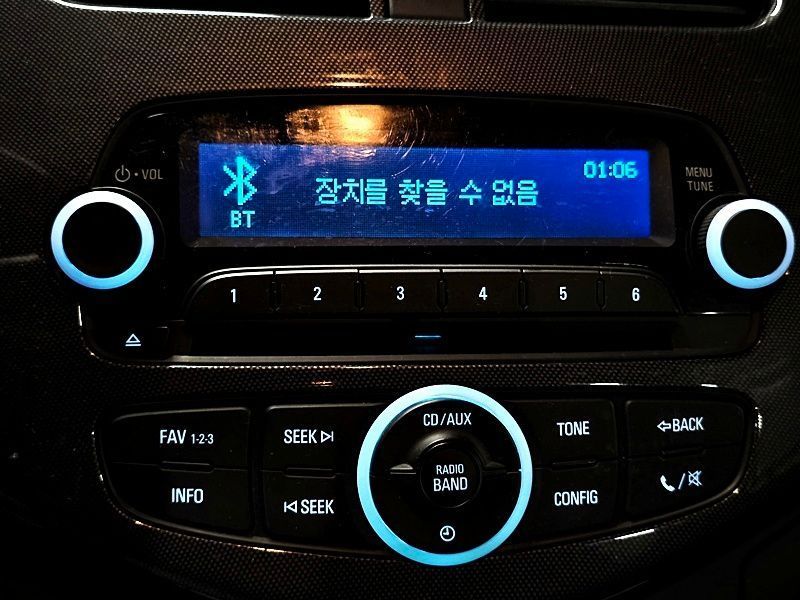 VOL
BT
장치를 찾을 수 없음
01:06
MENU
TUNE
1 2 3 4 5 6
FAV 1-2-3
SEEK
CD/AUX
TONE
BACK
RADIO
BAND
INFO
SEEK
CONFIG